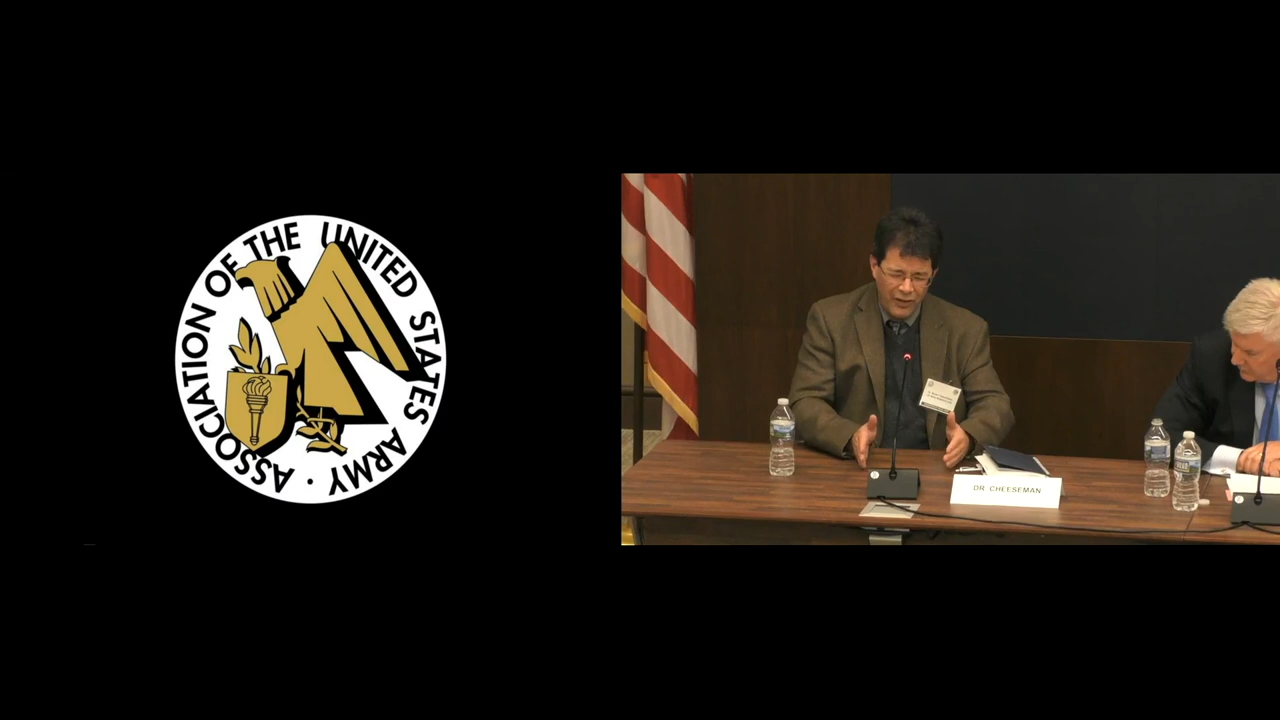 ASSOCIATION OF THE UNITED STATES ARMY ·
DR. CHEESEMAN